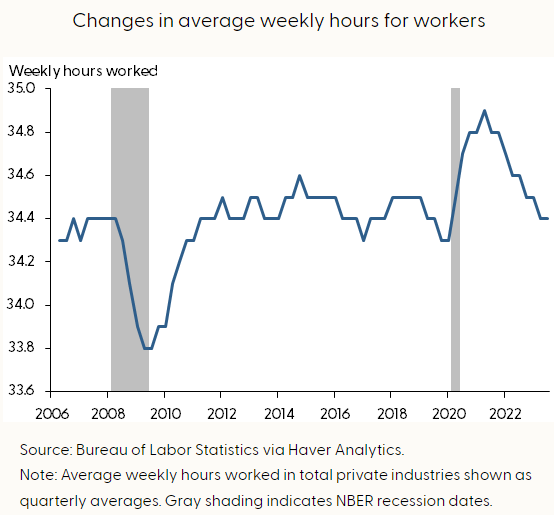 Changes in average weekly hours for workers
Weekly hours worked
35.0
34.8
34.6
34.4
34.2
34.0
33.8
33.6
2006 2008 2010 2012 2014 2016 2018 2020 2022
Source: Bureau of Labor Statistics via Haver Analytics.
Note: Average weekly hours worked in total private industries shown as
quarterly averages. Gray shading indicates NBER recession dates.